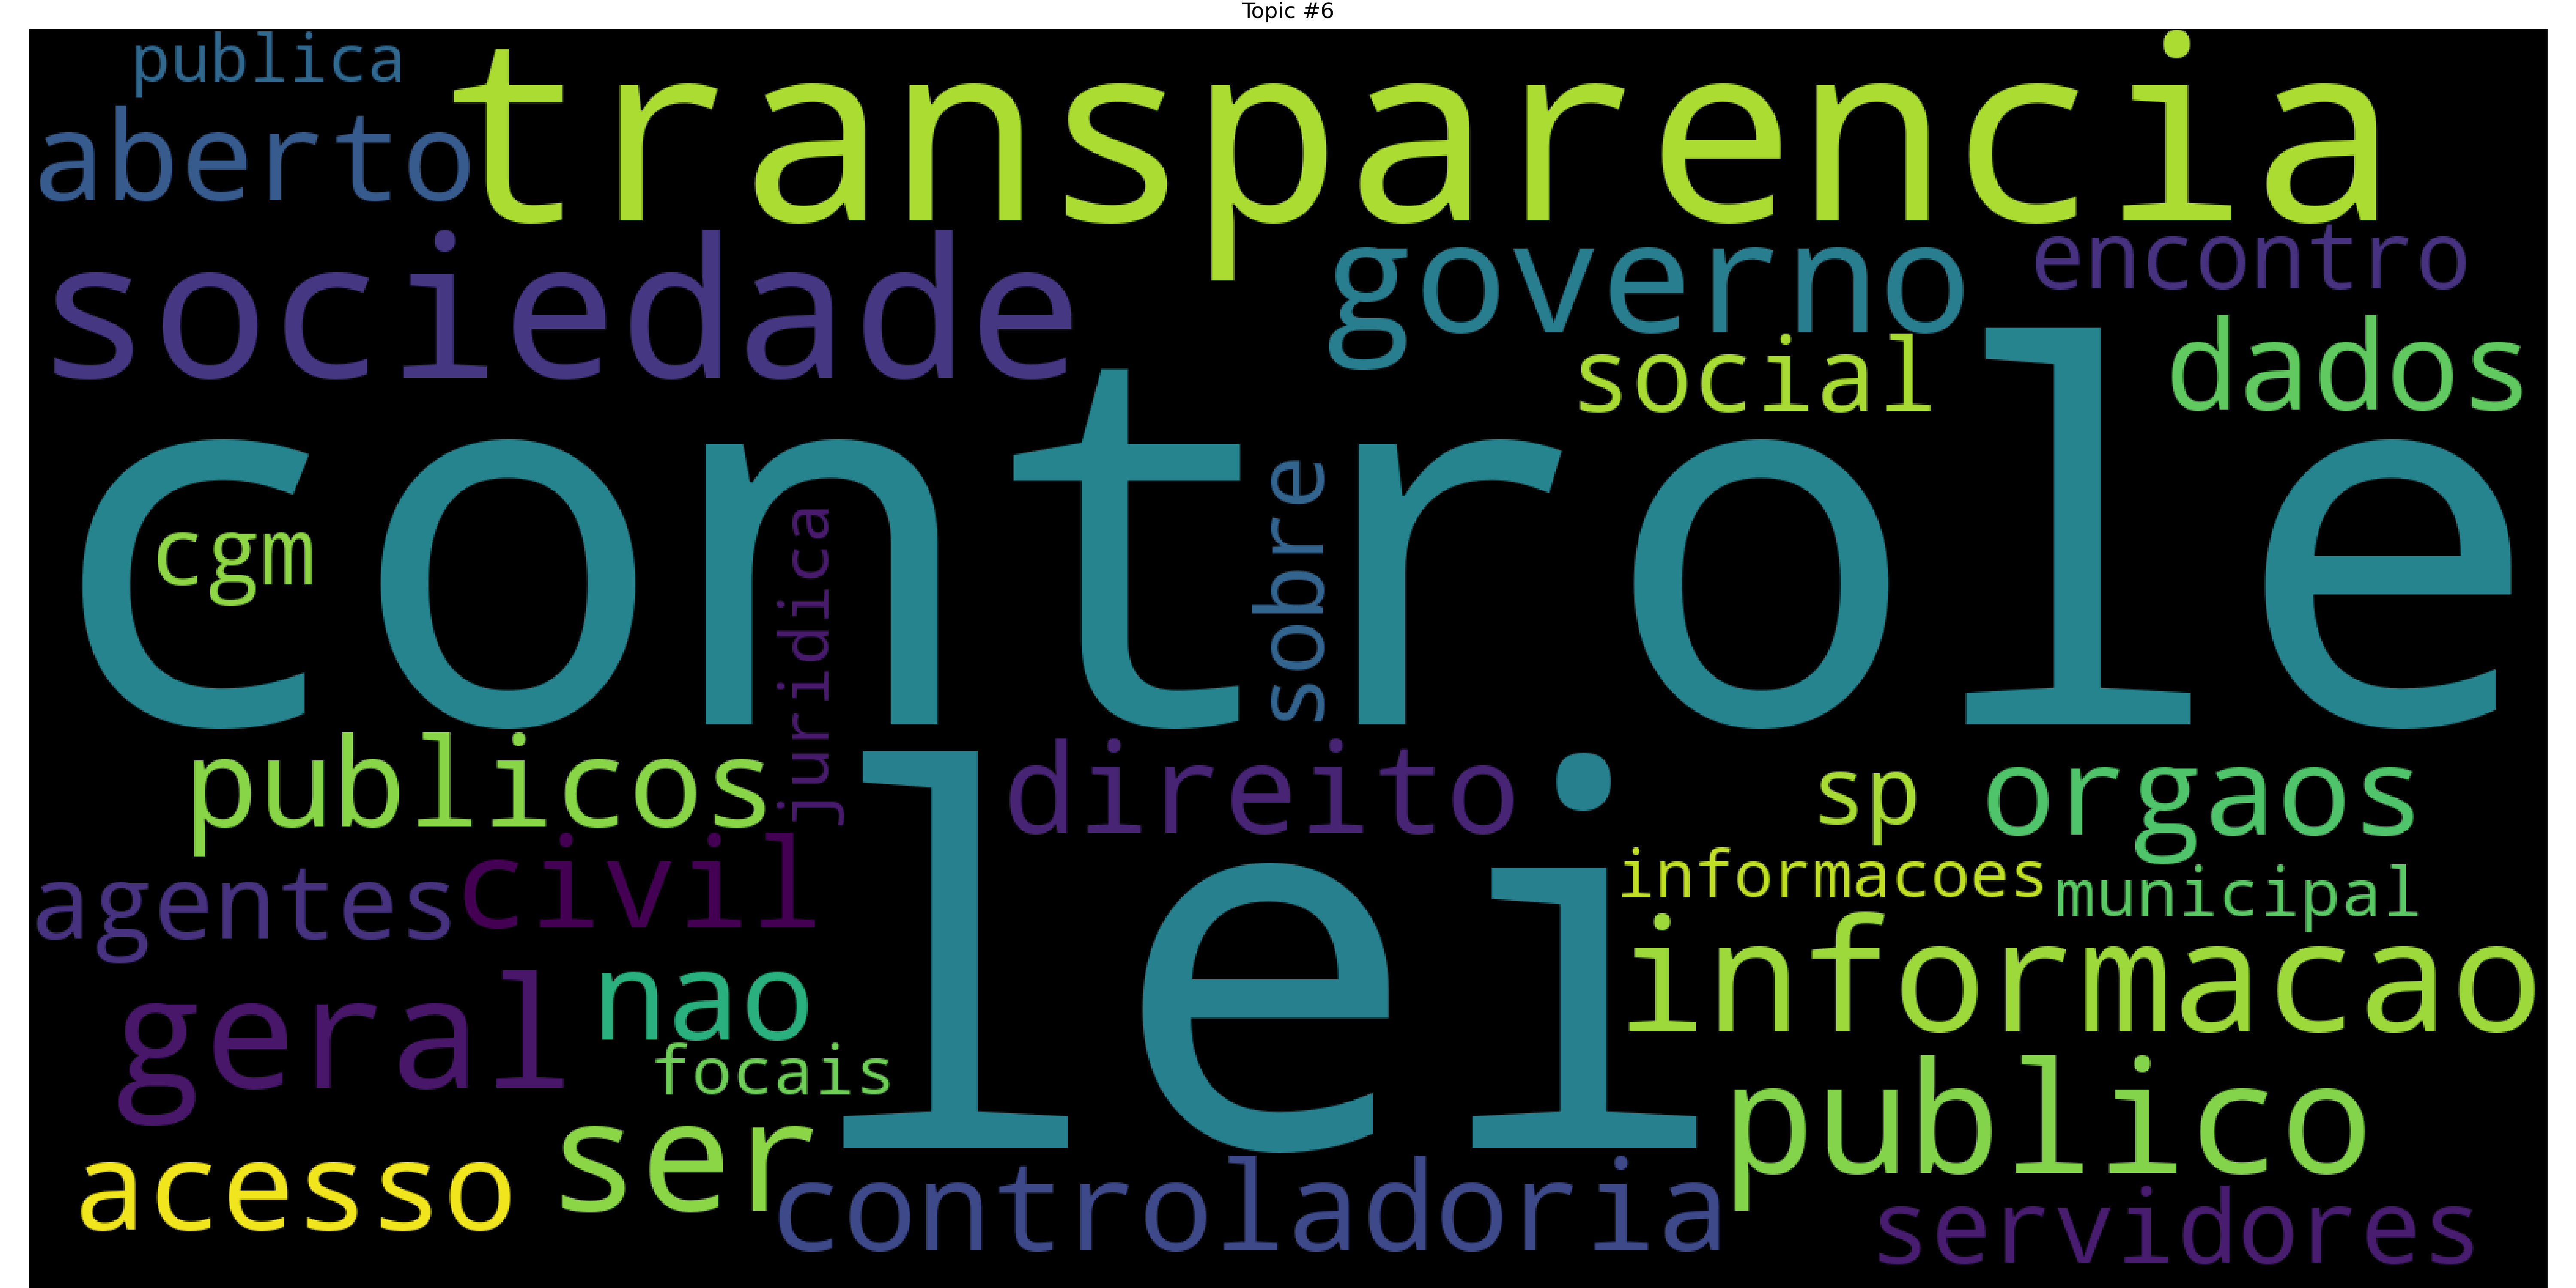 Topic #6
publica
transparencia
aberto
sociedade
governo
encontro
social
dados
controle
cgm
juridica
sobre
publicos
lei
direito
sp
orgaos
agentes
civil
informacoes
municipal
geral
nao
informacao
focais
acesso
ser
publico
controladoria
servidores